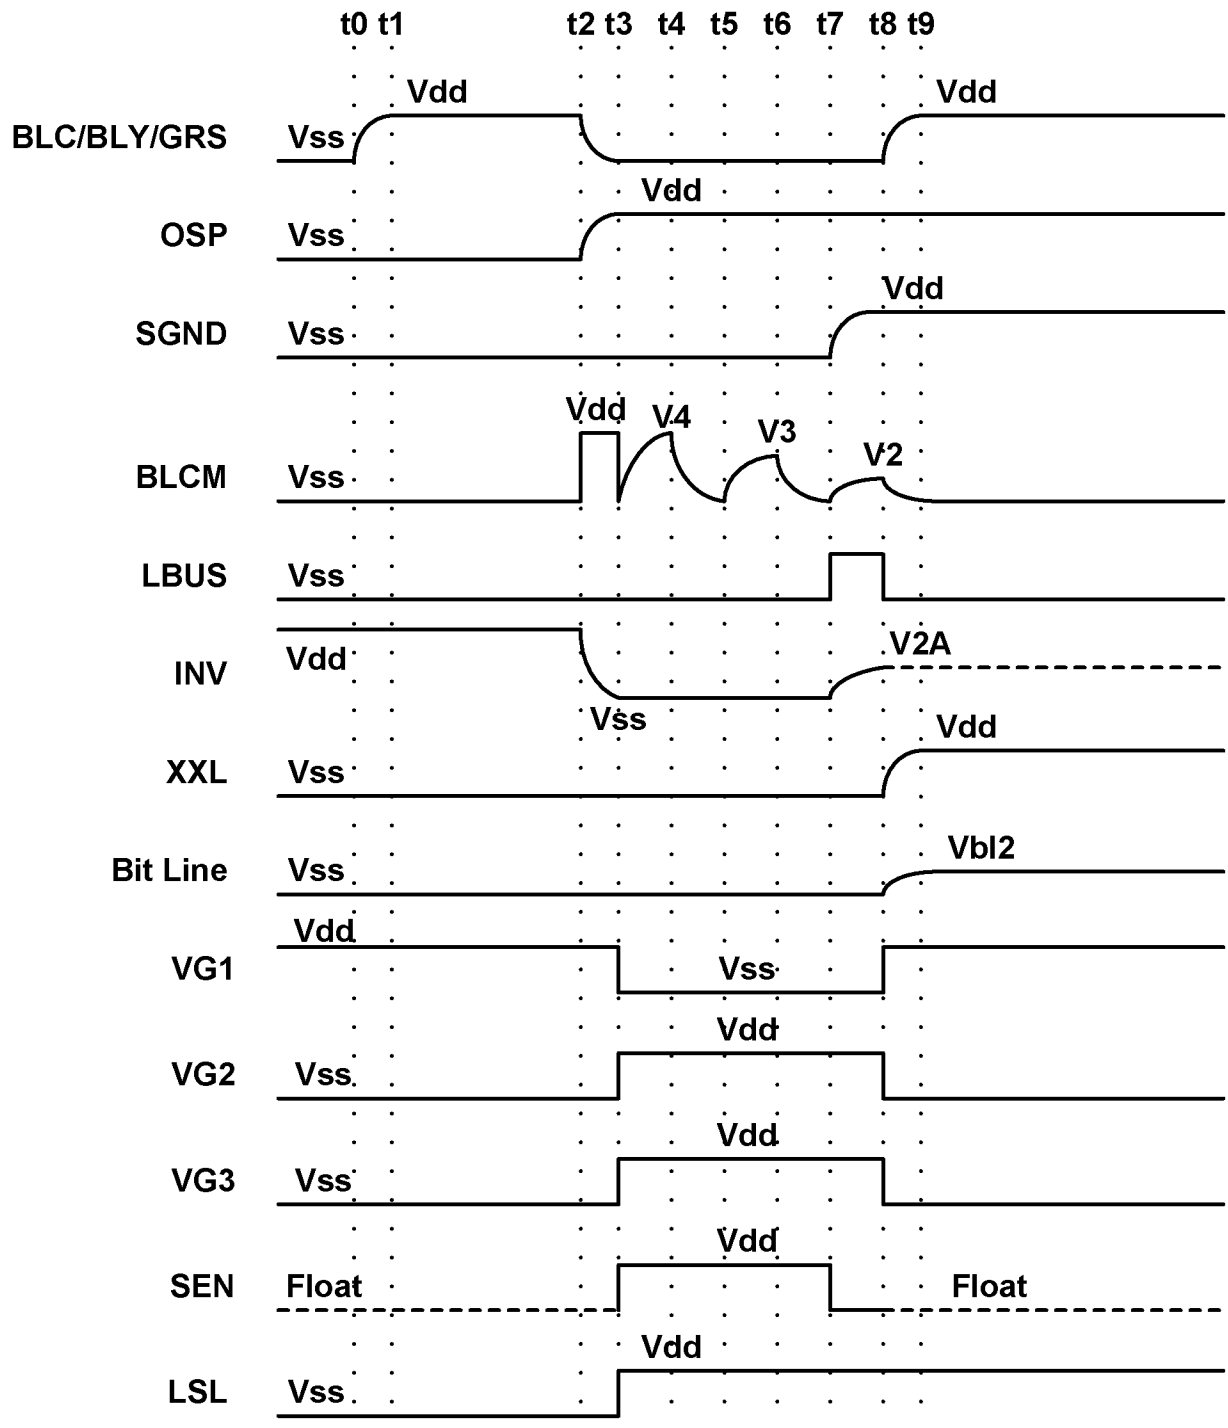 t0 t1 t2 t3 t4 t5 t6 t7 t8 t9
Vdd Vdd
BLC/BLY/GRS Vss
Vdd
OSP Vss
Vdd
SGND Vss
Vdd V4 V3 V2
BLCM Vss
LBUS Vss
V2A
INV Vdd
Vss
Vdd
XXL Vss
Vbl2
Bit Line Vss
Vdd
VG1 Vss
Vdd
VG2 Vss
Vdd
VG3 Vss
Vdd
SEN Float Float
Vdd
LSL Vss